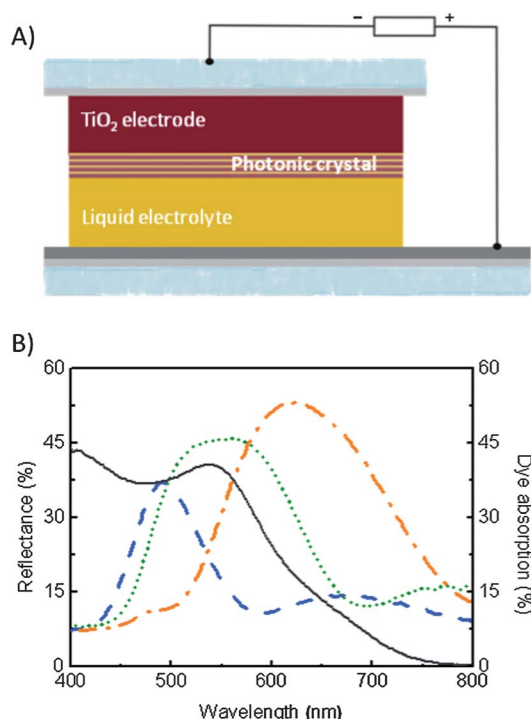 A)
− +
TiO₂ electrode
Photonic crystal
Liquid electrolyte
B)
60 60
45 45
30 30
15 15
0 0
Reflectance (%)
Dye absorption (%)
400 500 600 700 800
Wavelength (nm)